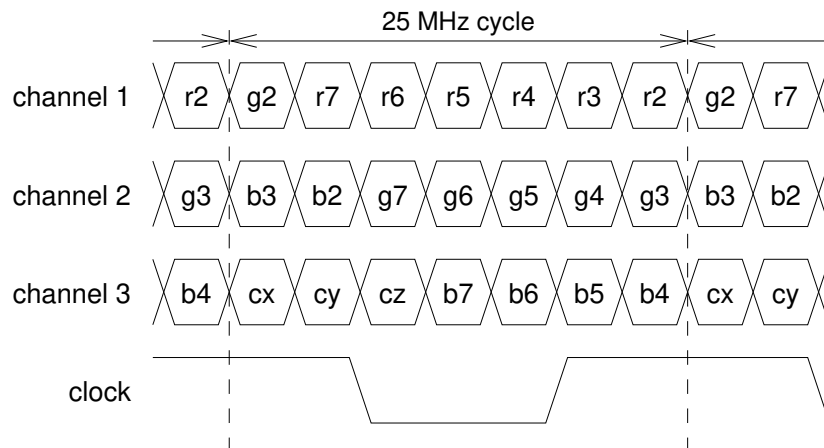 25 MHz cycle
channel 1 r2 g2 r7 r6 r5 r4 r3 r2 g2 r7
channel 2 g3 b3 b2 g7 g6 g5 g4 g3 b3 b2
channel 3 b4 cx cy cz b7 b6 b5 b4 cx cy
clock